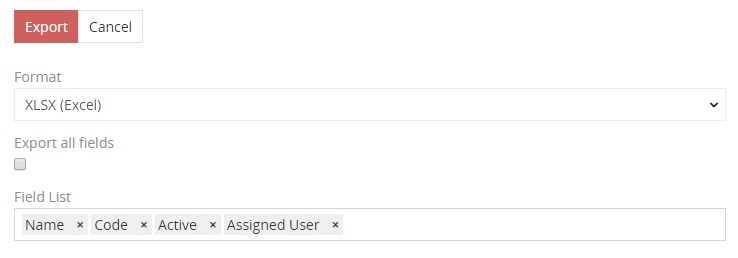 Export Cancel
Format
XLSX (Excel)
Export all fields
Field List
Name × Code × Active × Assigned User ×